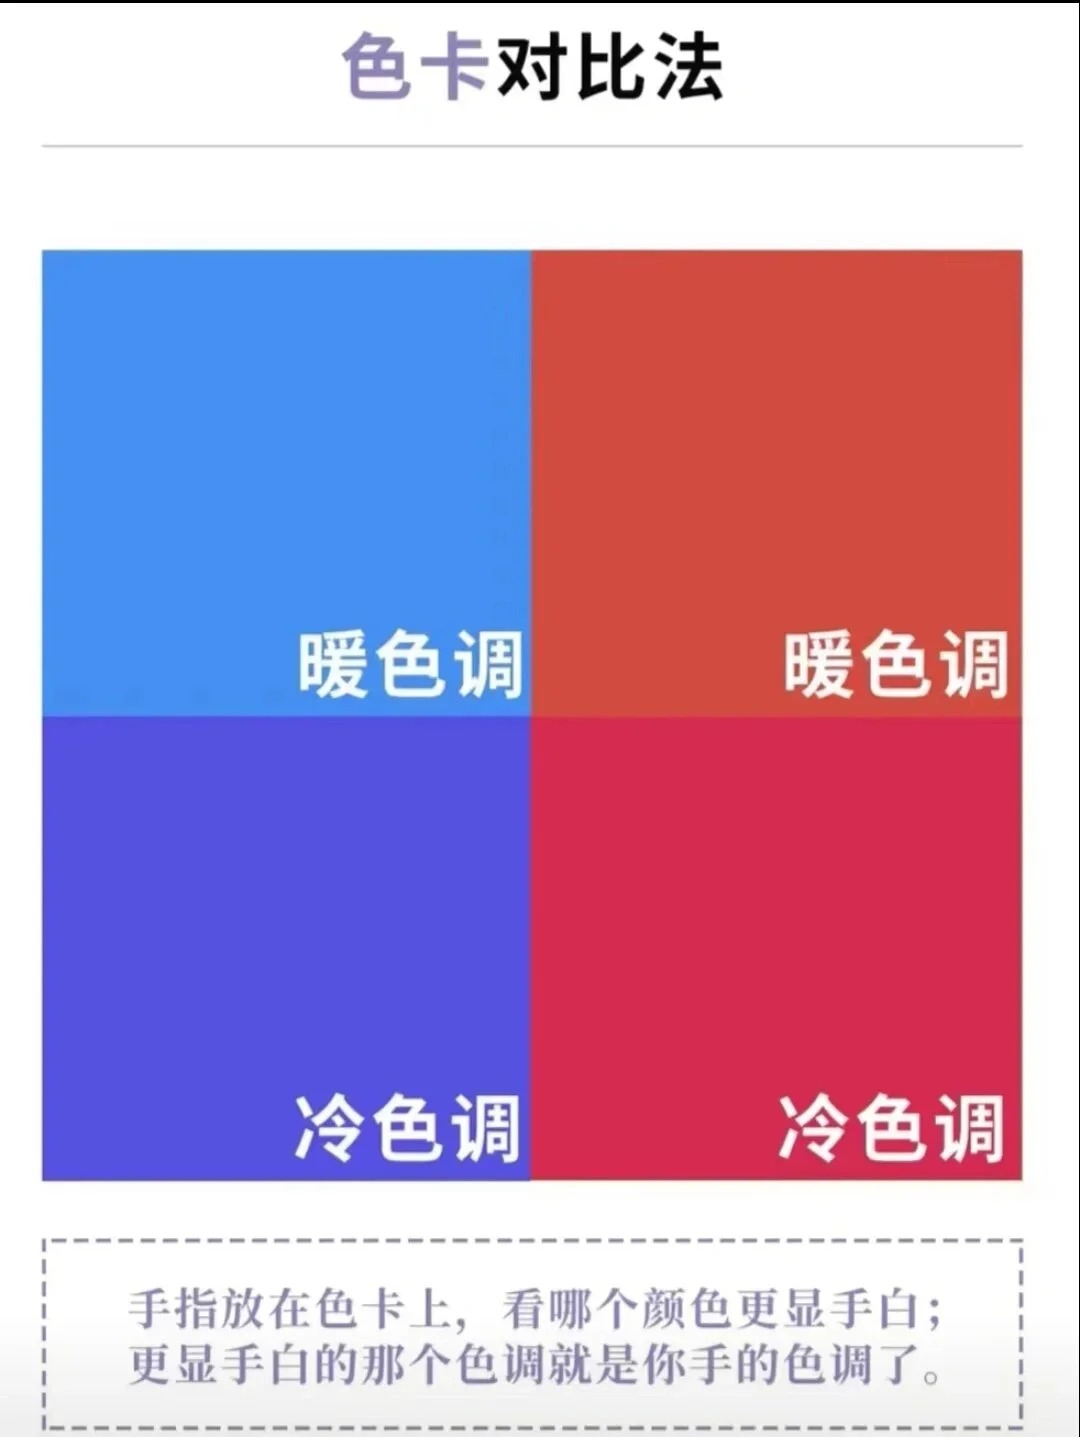 色卡对比法
暖色调
暖色调
冷色调
冷色调
手指放在色卡上，看哪个颜色更显手白；
更显手白的那个色调就是你手的色调了。